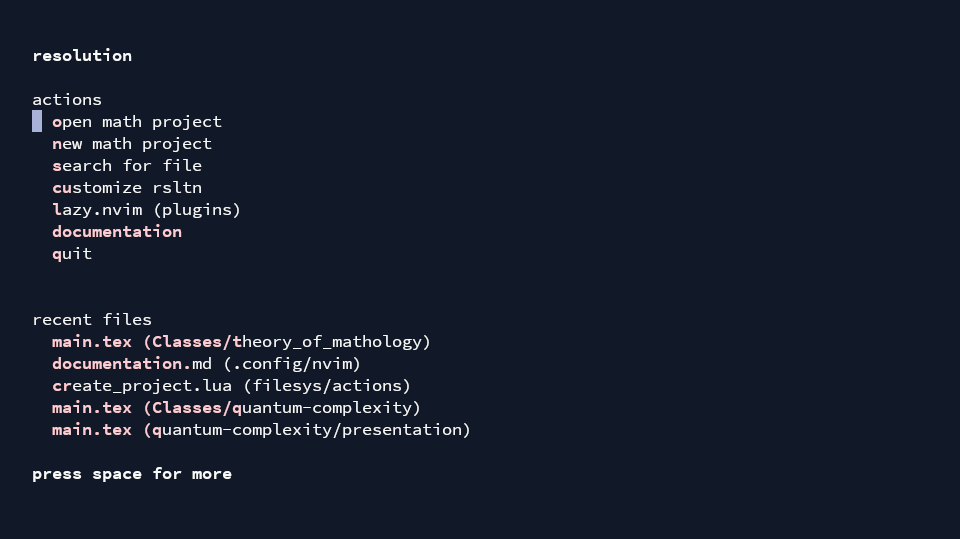 resolution
actions
open math project
new math project
search for file
customize rsltn
lazy.nvim (plugins)
documentation
quit
recent files
main.tex (Classes/theory_of_mathology)
documentation.md (.config/nvim)
create_project.lua (filesys/actions)
main.tex (Classes/quantum-complexity)
main.tex (quantum-complexity/presentation)
press space for more